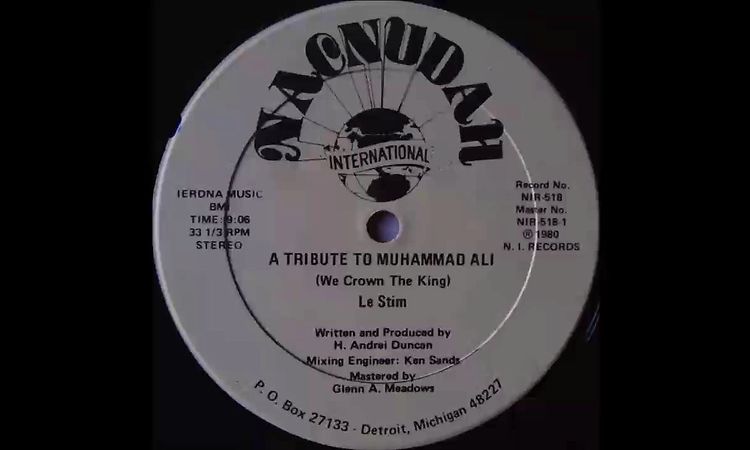 NACNUDAH
INTERNATIONAL
IERDNA MUSIC
BMI
TIME: 9:06
33 1/3 RPM
STEREO
Record No.
NIR-518
Master No.
NIR-518-1
℗ 1980
N. I. RECORDS
A TRIBUTE TO MUHAMMAD ALI
(We Crown The King)
Le Stim
Written and Produced by
H. Andrei Duncan
Mixing Engineer: Ken Sands
Mastered by
Glenn A. Meadows
P. O. Box 27133 - Detroit, Michigan 48227